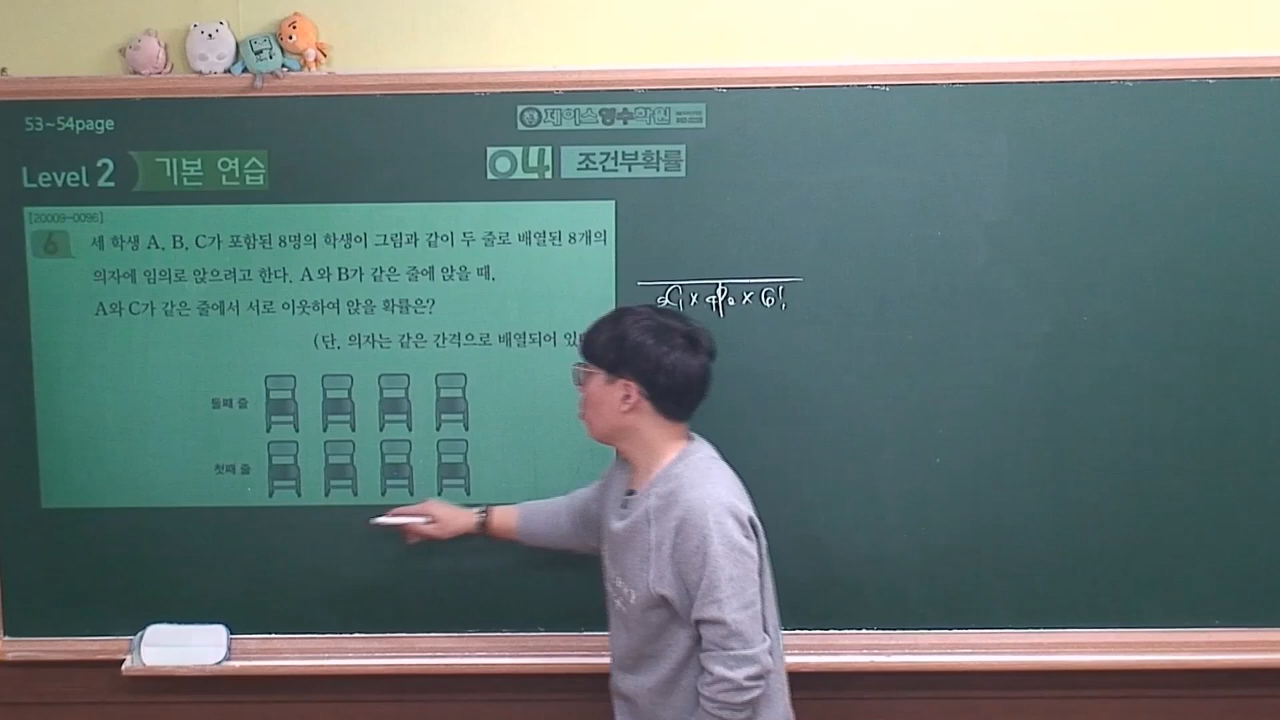 53~54page
제이스영수학원
Level 2 기본 연습
04 조건부확률
[20009-0096]
6 세 학생 A, B, C가 포함된 8명의 학생이 그림과 같이 두 줄로 배열된 8개의
의자에 임의로 앉으려고 한다. A와 B가 같은 줄에 앉을 때,
A와 C가 같은 줄에서 서로 이웃하여 앉을 확률은?
(단, 의자는 같은 간격으로 배열되어
둘째 줄
첫째 줄
₂C₁ × ₄P₂ × 6!